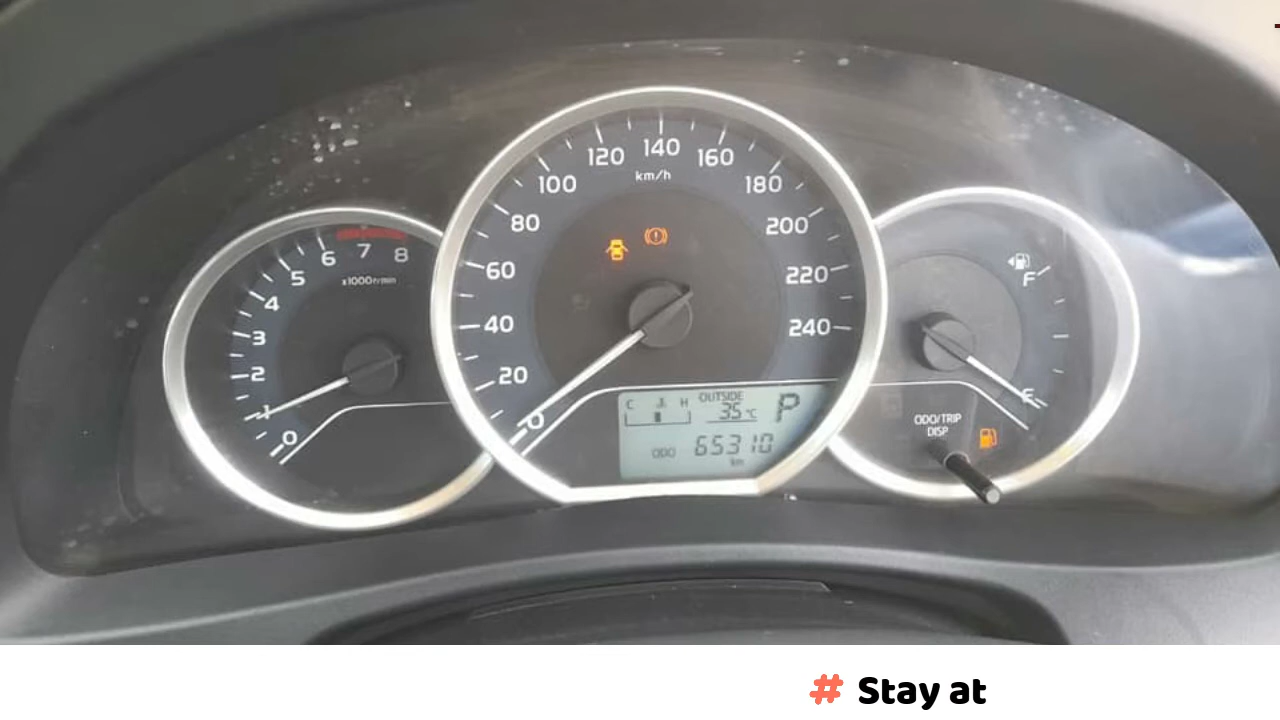 120 140 160
100 km/h 180
80 200
60 220
40 240
20
0
6 7 8
5 x1000r/min
4
3
2
1
0
F
E
C H OUTSIDE
35 °C P
ODO 65310
km
ODO/TRIP
DISP
# Stay at